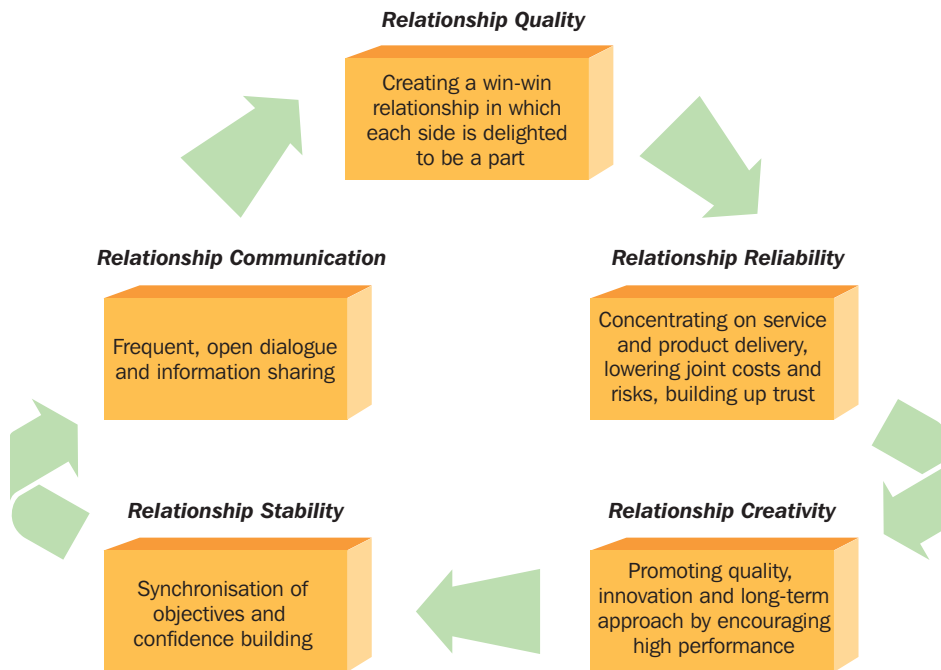 Relationship Quality
Creating a win-win
relationship in which
each side is delighted
to be a part
Relationship Communication
Frequent, open dialogue
and information sharing
Relationship Reliability
Concentrating on service
and product delivery,
lowering joint costs and
risks, building up trust
Relationship Stability
Synchronisation of
objectives and
confidence building
Relationship Creativity
Promoting quality,
innovation and long-term
approach by encouraging
high performance